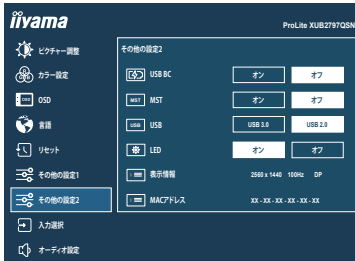 iiyama
ProLite XUB2797QSN
ピクチャー調整
カラー設定
OSD OSD
言語
リセット
その他の設定1
その他の設定2
入力選択
オーディオ設定
その他の設定2
USB BC オン オフ
MST MST オン オフ
USB USB USB 3.0 USB 2.0
LED オン オフ
表示情報 2560 x 1440 100Hz DP
MACアドレス XX - XX - XX - XX - XX - XX